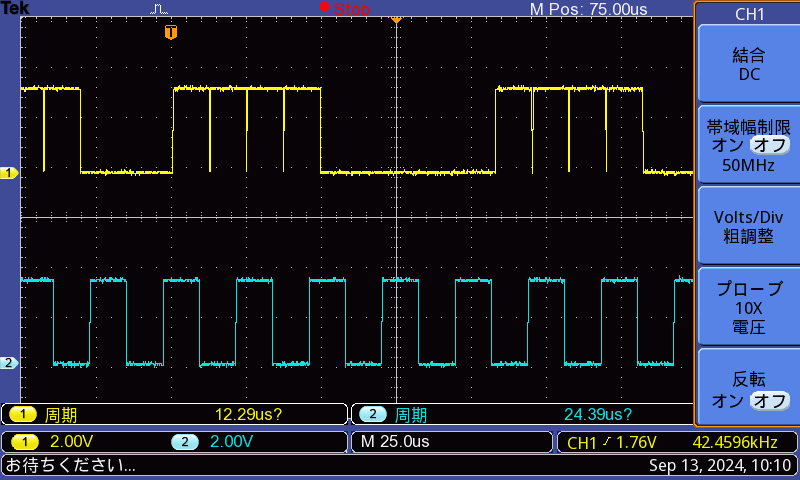 Tek
Stop
M Pos: 75.00us
CH1
T
結合
DC
帯域幅制限
オン オフ
50MHz
1
Volts/Div
粗調整
プローブ
10X
電圧
2
反転
オン オフ
1 周期 12.29us?
2 周期 24.39us?
1 2.00V
2 2.00V
M 25.0us
CH1 1.76V
42.4596kHz
お待ちください...
Sep 13, 2024, 10:10